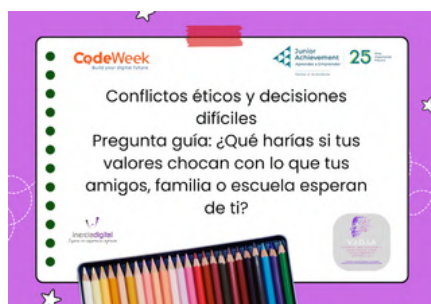 CodeWeek
Build your digital future
Junior
Achievement
25
Conflictos éticos y decisiones
difíciles
Pregunta guía: ¿Qué harías si tus
valores chocan con lo que tus
amigos, familia o escuela esperan
de ti?
inerciadigital